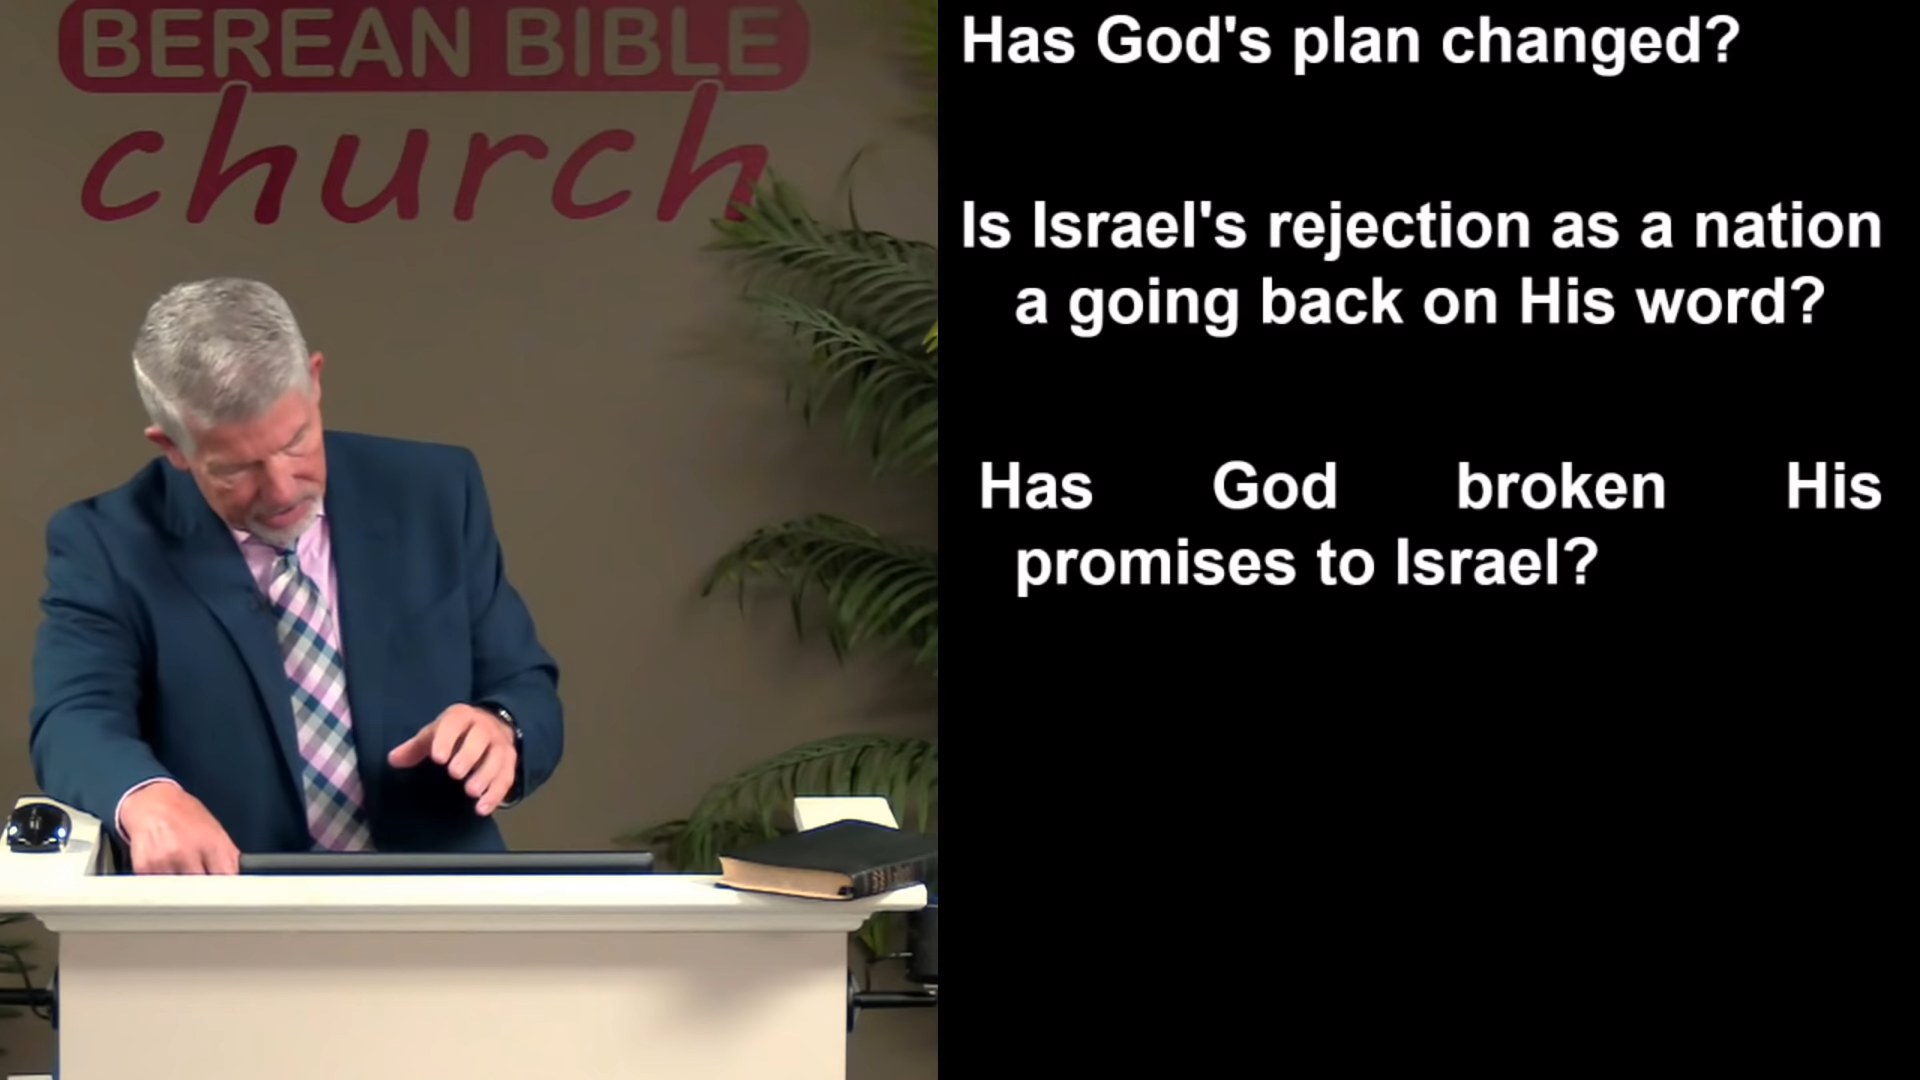 BEREAN BIBLE
church
Has God's plan changed?
Is Israel's rejection as a nation
a going back on His word?
Has God broken His
promises to Israel?